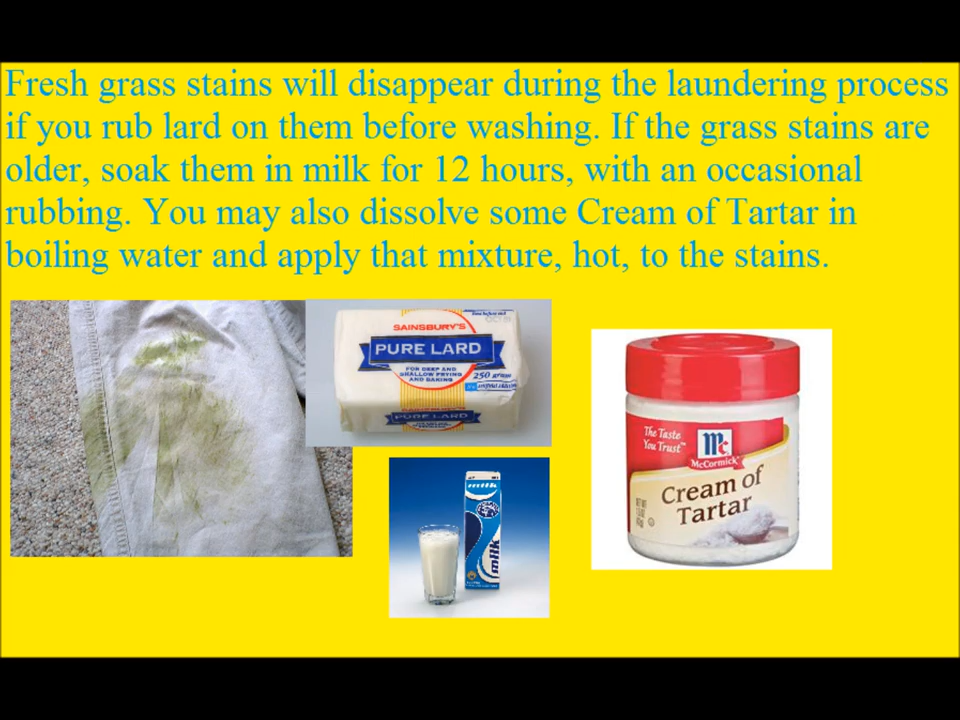 Fresh grass stains will disappear during the laundering process
if you rub lard on them before washing. If the grass stains are
older, soak them in milk for 12 hours, with an occasional
rubbing. You may also dissolve some Cream of Tartar in
boiling water and apply that mixture, hot, to the stains.
SAINSBURY'S
PURE LARD
FOR DEEP AND
SHALLOW FRYING
AND BAKING
250
PURE LARD
milk
milk
The Taste
You Trust™
Mc
McCormick
Cream of
Tartar